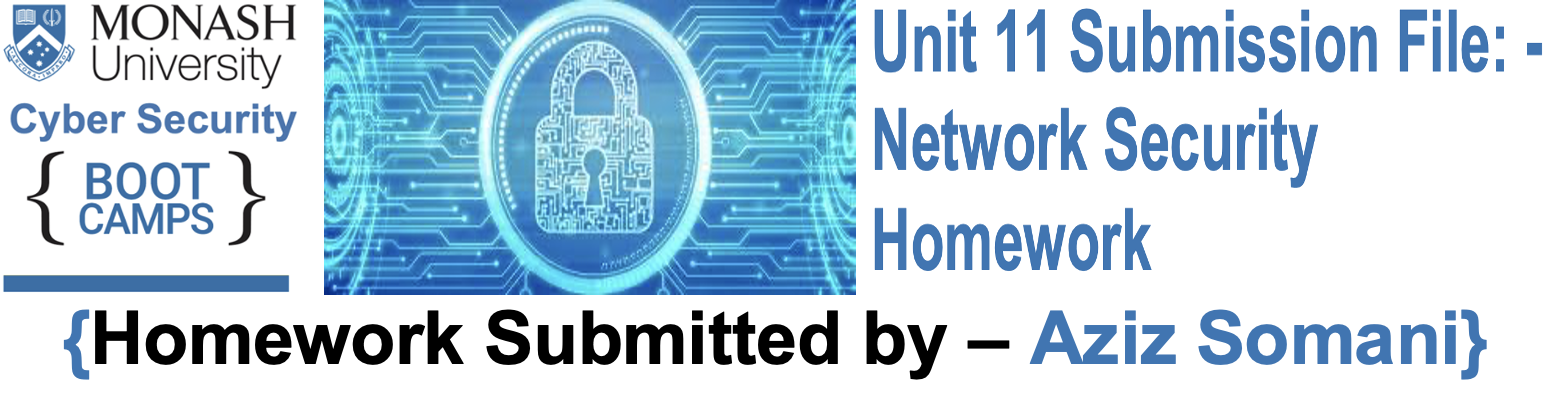 MONASH
University
Cyber Security
{ BOOT
CAMPS }
Unit 11 Submission File: -
Network Security
Homework
{Homework Submitted by – Aziz Somani}